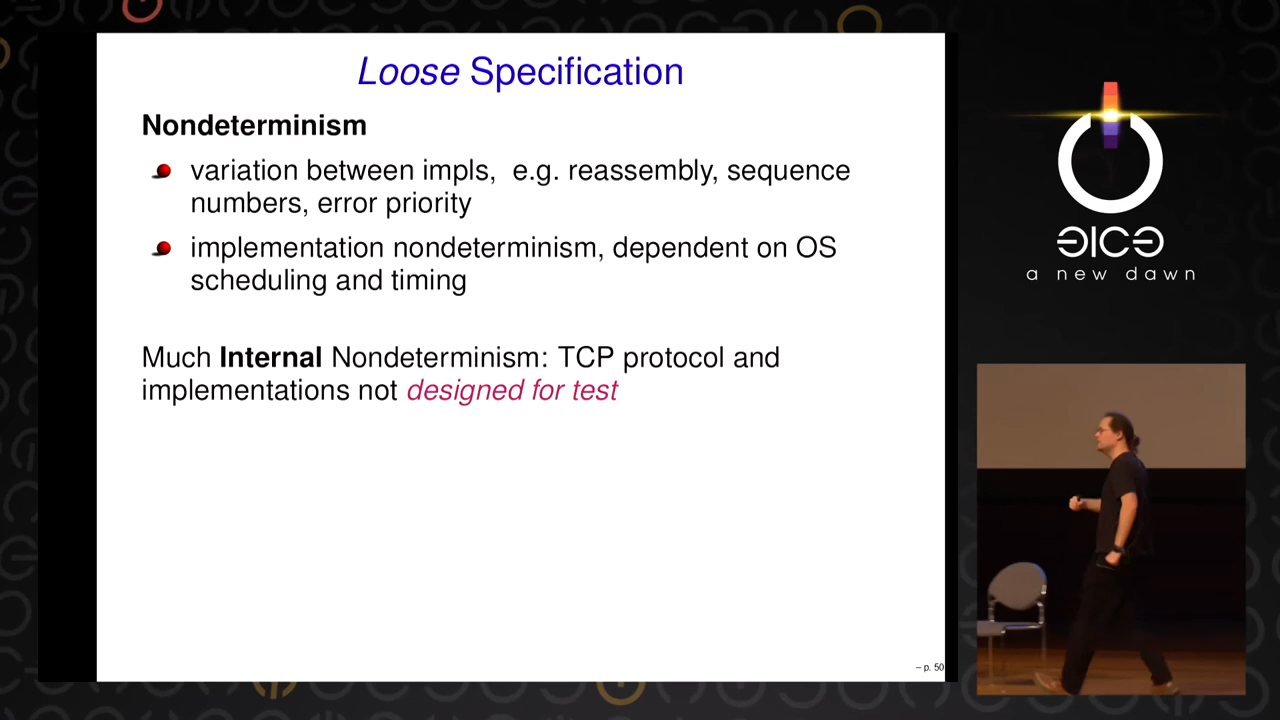 Loose Specification
Nondeterminism
variation between impls, e.g. reassembly, sequence
numbers, error priority
implementation nondeterminism, dependent on OS
scheduling and timing
Much Internal Nondeterminism: TCP protocol and
implementations not designed for test
– p. 50
a new dawn